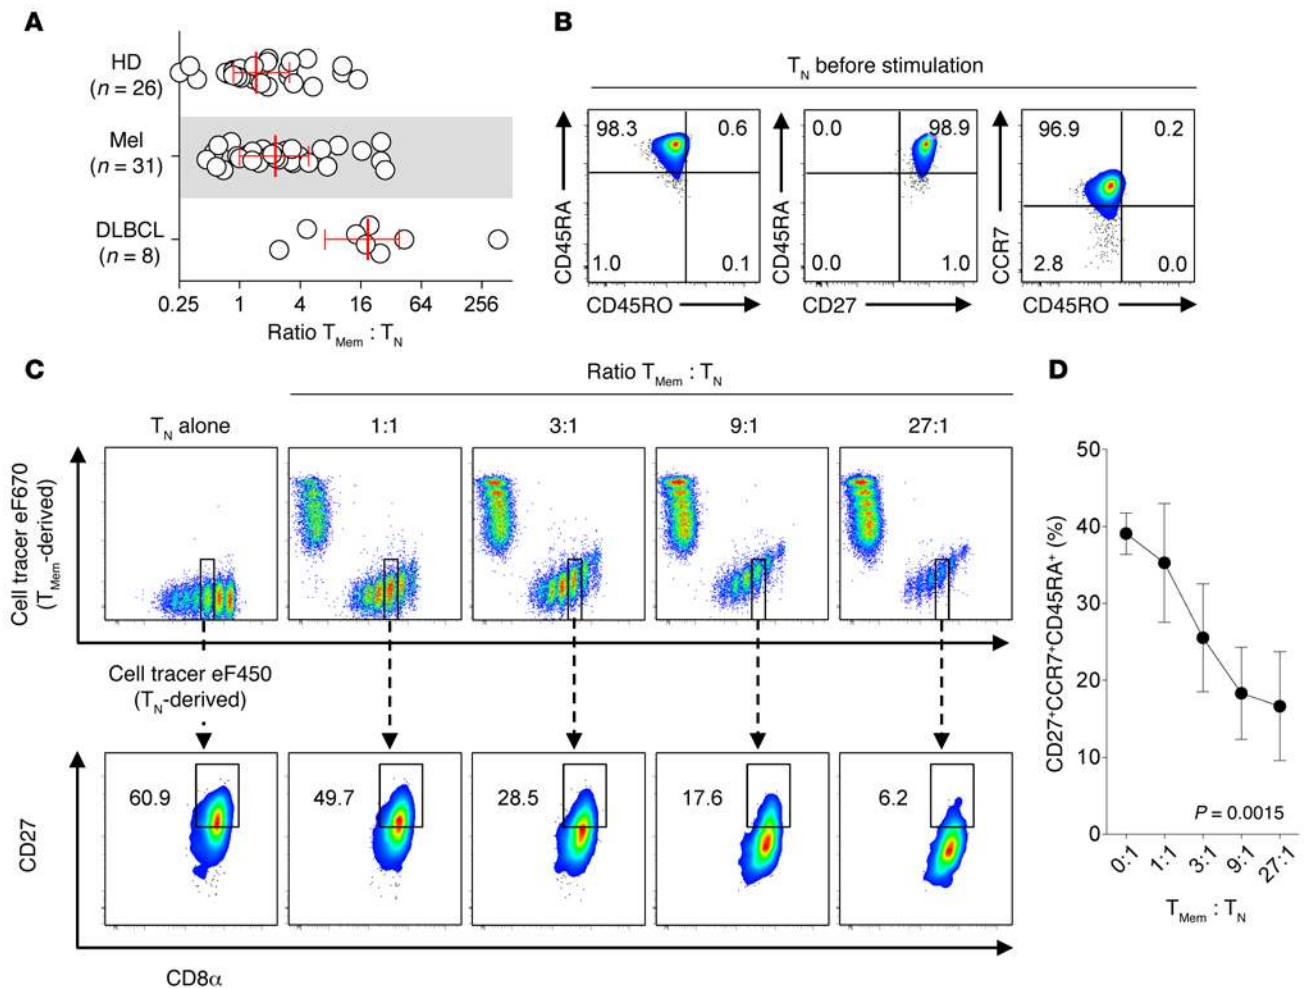 A
HD
(n = 26)
Mel
(n = 31)
DLBCL
(n = 8)
0.25 1 4 16 64 256
Ratio TMem : TN
B
TN before stimulation
98.3 0.6
1.0 0.1
CD45RA
CD45RO
0.0 98.9
0.0 1.0
CD45RA
CD27
96.9 0.2
2.8 0.0
CCR7
CD45RO
C
Ratio TMem : TN
TN alone 1:1 3:1 9:1 27:1
Cell tracer eF670
(TMem-derived)
Cell tracer eF450
(TN-derived)
60.9 49.7 28.5 17.6 6.2
CD27
CD8α
D
50
40
30
20
10
0
CD27+CCR7+CD45RA+ (%)
P = 0.0015
0:1 1:1 3:1 9:1 27:1
TMem : TN